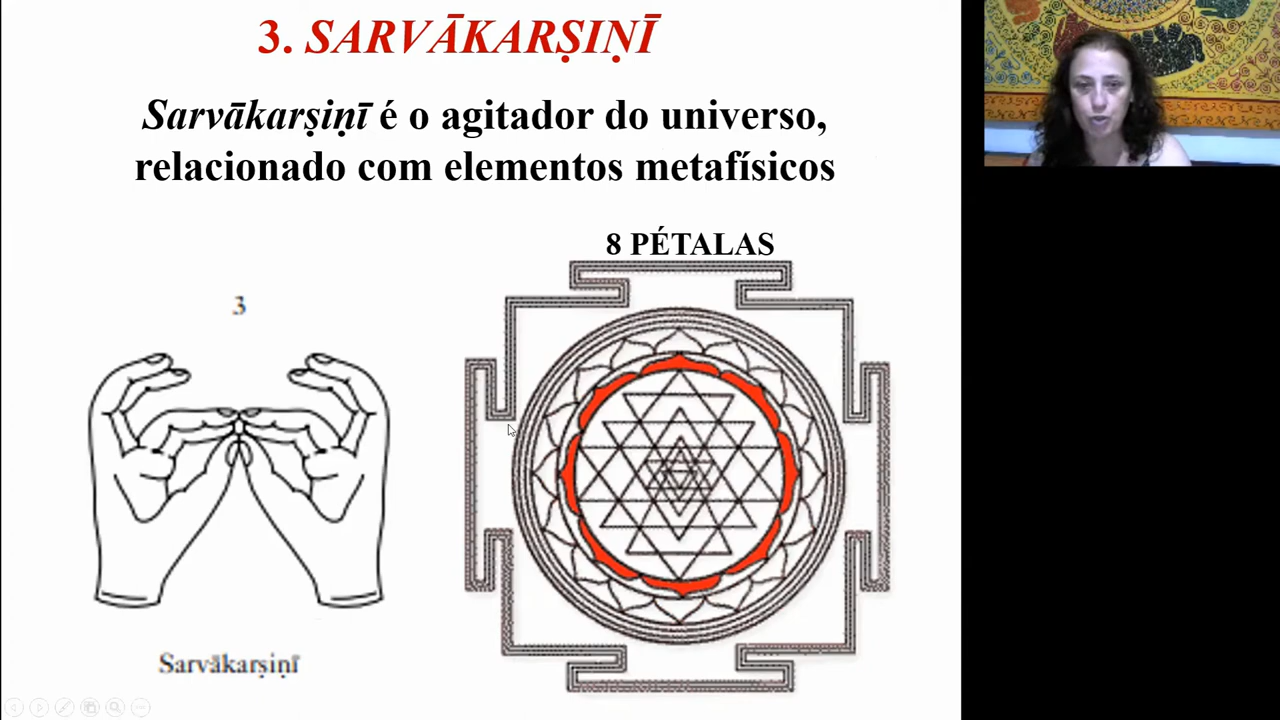 3. SARVĀKARṢIṆĪ
Sarvākarṣiṇī é o agitador do universo,
relacionado com elementos metafísicos
8 PÉTALAS
3
Sarvākarṣiṇī